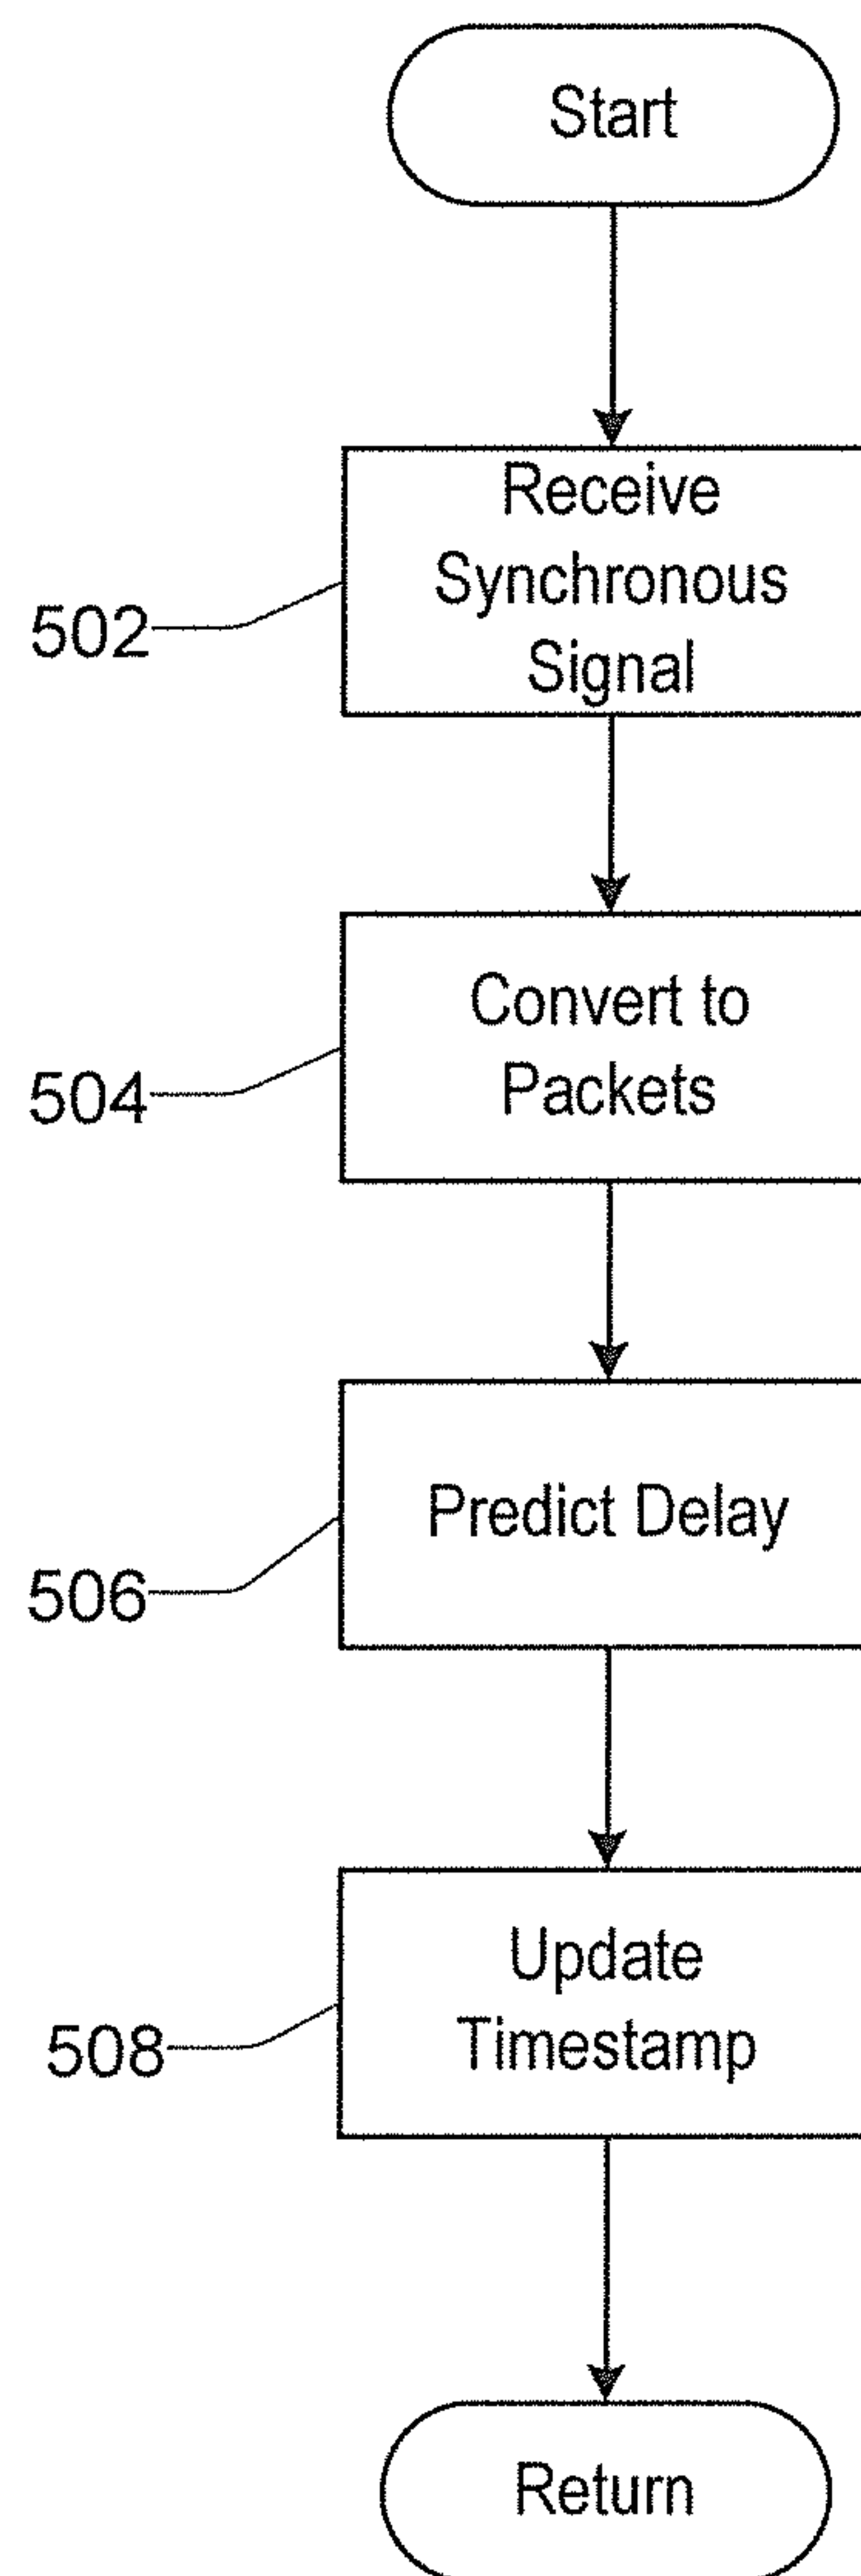 Start
Receive
Synchronous
Signal
502
Convert to
Packets
504
Predict Delay
506
Update
Timestamp
508
Return